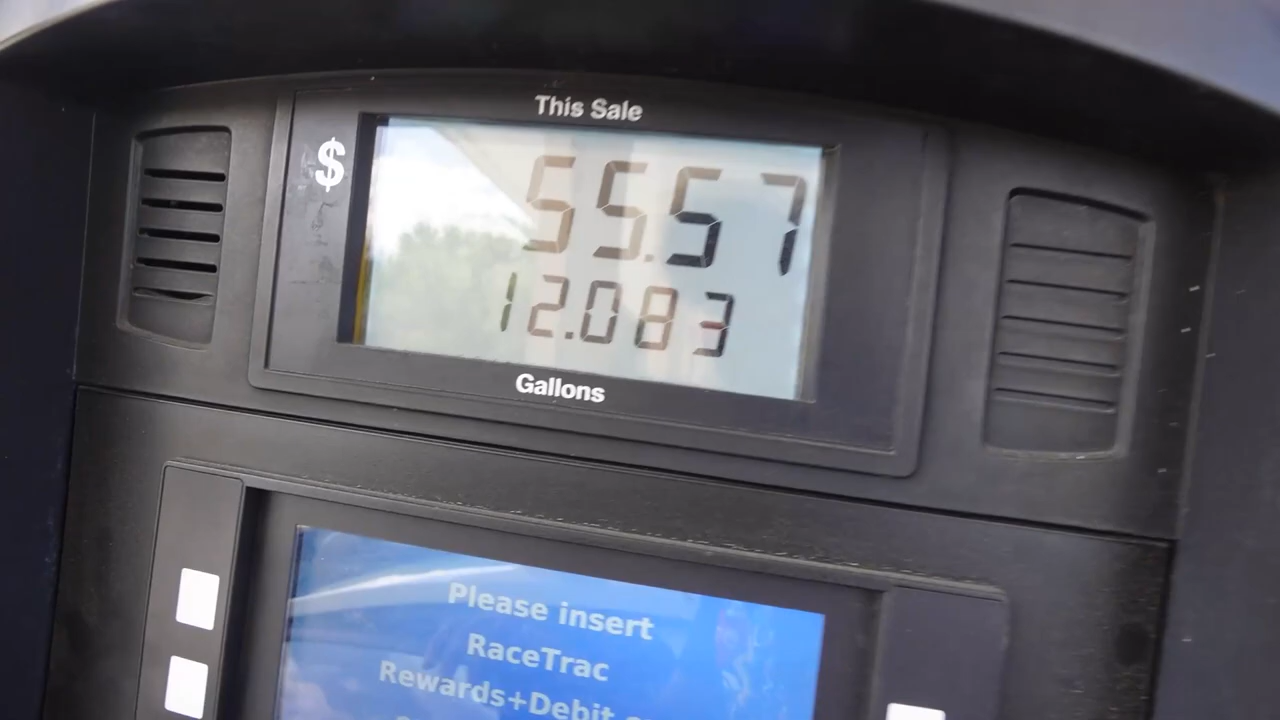 This Sale
$ 55.57
12.083
Gallons
Please insert
RaceTrac
Rewards+Debit